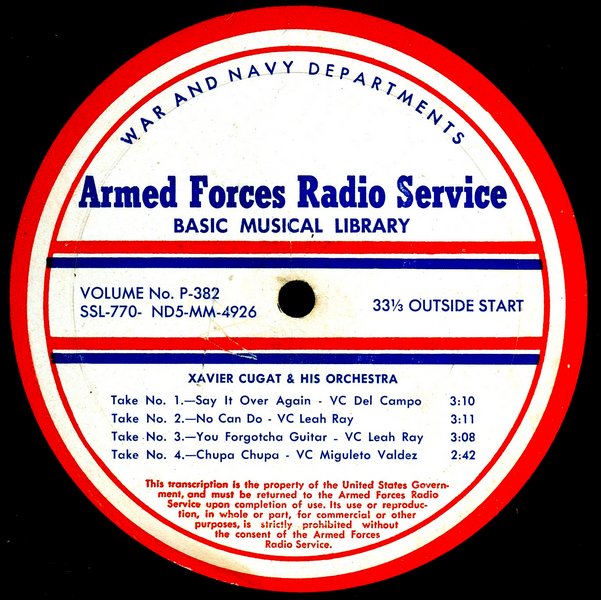 WAR AND NAVY DEPARTMENTS
Armed Forces Radio Service
BASIC MUSICAL LIBRARY
VOLUME No. P-382
SSL-770- ND5-MM-4926
33⅓ OUTSIDE START
XAVIER CUGAT & HIS ORCHESTRA
Take No. 1.—Say It Over Again - VC Del Campo 3:10
Take No. 2.—No Can Do - VC Leah Ray 3:11
Take No. 3.—You Forgotcha Guitar - VC Leah Ray 3:08
Take No. 4.—Chupa Chupa - VC Migueleto Valdez 2:42
This transcription is the property of the United States Govern-
ment, and must be returned to the Armed Forces Radio
Service upon completion of use. Its use or reproduc-
tion, in whole or part, for commercial or other
purposes, is strictly prohibited without
the consent of the Armed Forces
Radio Service.